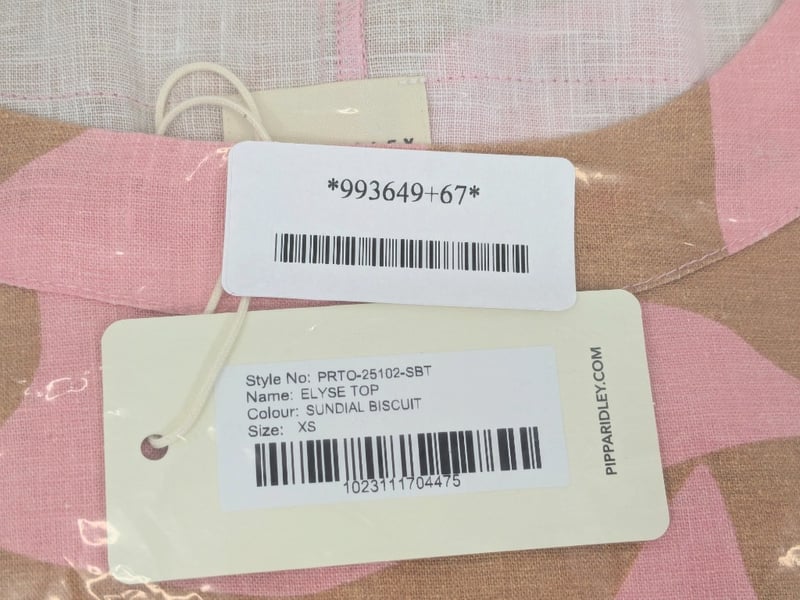 *993649+67*
Style No: PRTO-25102-SBT
Name: ELYSE TOP
Colour: SUNDIAL BISCUIT
Size: XS
1023111704475
PIPPARIDLEY.COM